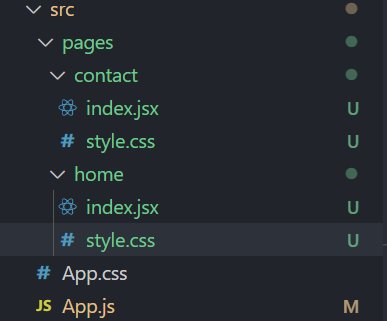 src
pages
contact
index.jsx U
# style.css U
home
index.jsx U
# style.css U
# App.css
JS App.js M